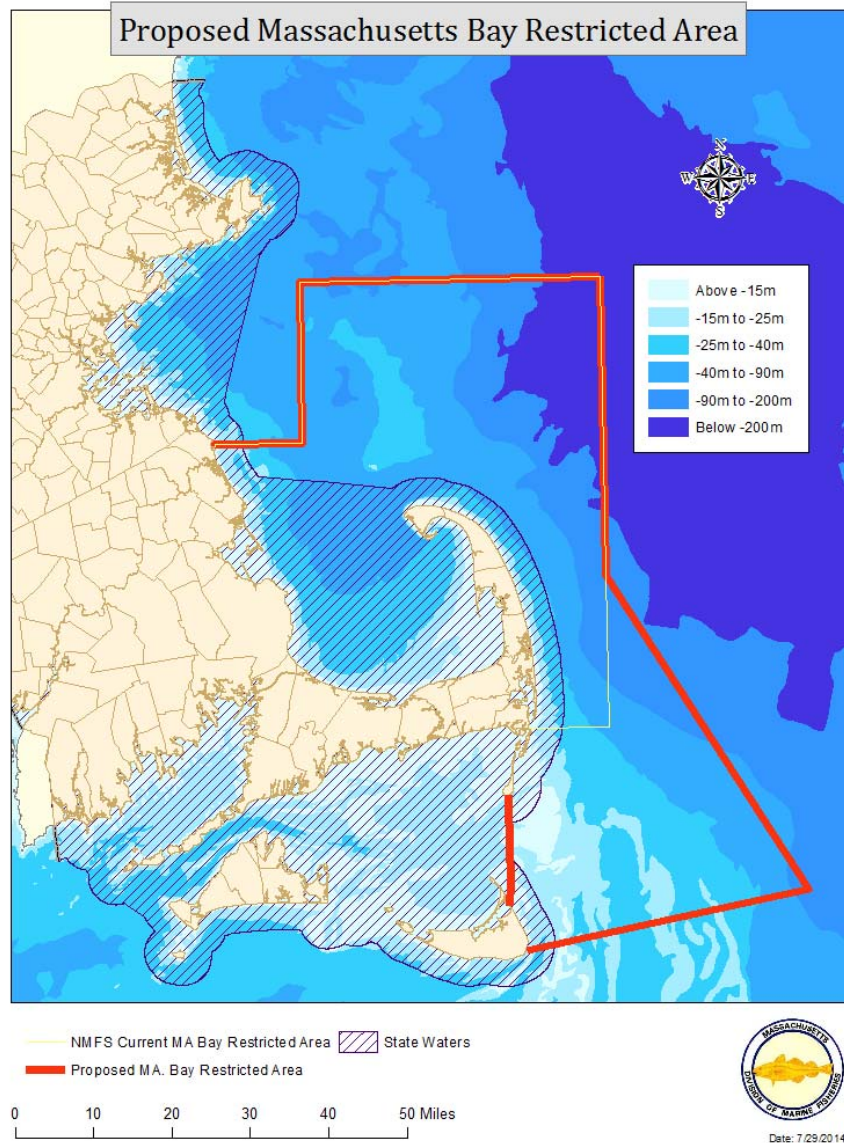 Proposed Massachusetts Bay Restricted Area
N
W
E
S
Above -15m
-15m to -25m
-25m to -40m
-40m to -90m
-90m to -200m
Below -200m
NMFS Current MA Bay Restricted Area
State Waters
Proposed MA. Bay Restricted Area
0 10 20 30 40 50 Miles
MASSACHUSETTS
DIVISION OF MARINE FISHERIES
Date: 7/29/2014